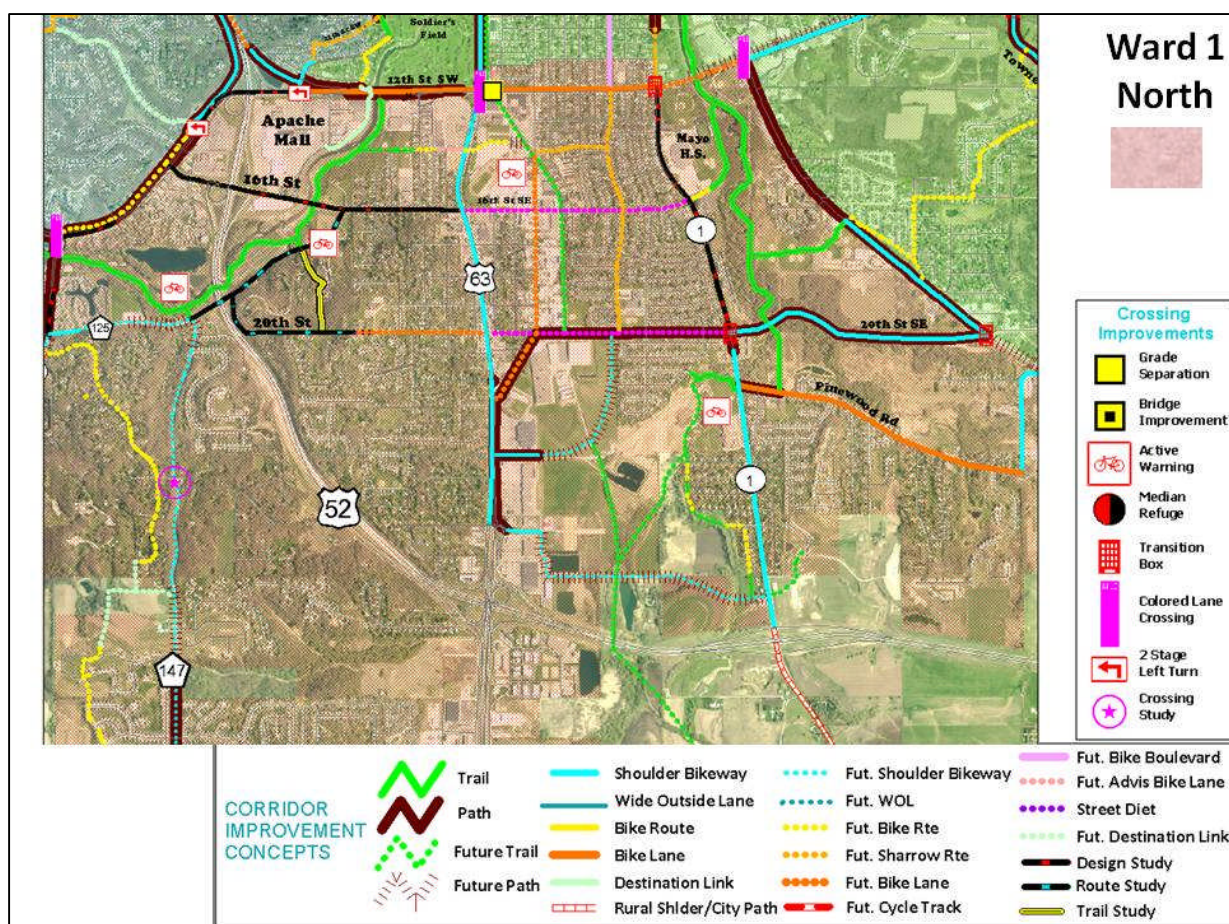 Ward 1
North
Soldier's
Field
12th St SW
Towne
Apache
Mall
Mayo
H.S.
16th St
16th St SE
1
63
125
20th St
20th St SE
Pinewood Rd
52
1
147
Crossing
Improvements
Grade
Separation
Bridge
Improvement
Active
Warning
Median
Refuge
Transition
Box
Colored Lane
Crossing
2 Stage
Left Turn
Crossing
Study
CORRIDOR
IMPROVEMENT
CONCEPTS
Trail
Path
Future Trail
Future Path
Shoulder Bikeway
Wide Outside Lane
Bike Route
Bike Lane
Destination Link
Rural Shlder/City Path
Fut. Shoulder Bikeway
Fut. WOL
Fut. Bike Rte
Fut. Sharrow Rte
Fut. Bike Lane
Fut. Cycle Track
Fut. Bike Boulevard
Fut. Advis Bike Lane
Street Diet
Fut. Destination Link
Design Study
Route Study
Trail Study